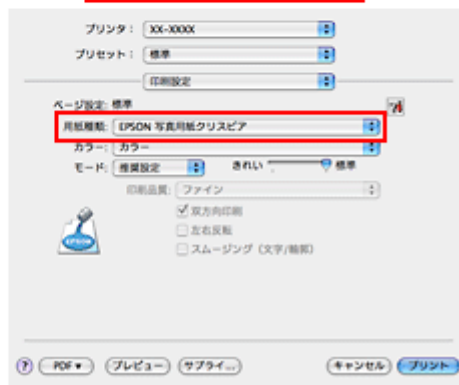 プリンタ： XX-XXXX
プリセット： 標準
印刷設定
ページ設定: 標準
用紙種類: EPSON 写真用紙クリスピア
カラー: カラー
モード: 推奨設定 きれい 標準
印刷品質: ファイン
双方向印刷
左右反転
スムージング（文字/輪郭）
EPSON
? PDF▼ プレビュー サプライ... キャンセル プリント